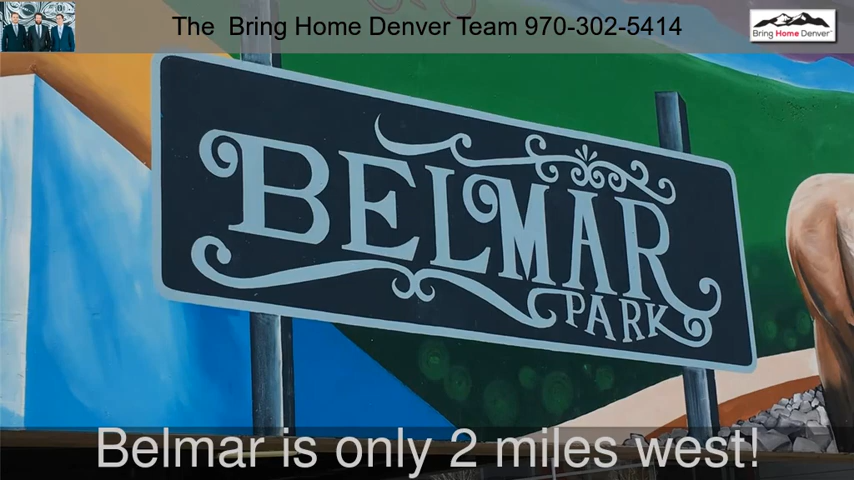 The Bring Home Denver Team 970-302-5414
Bring Home Denver
BELMAR
PARK
Belmar is only 2 miles west!